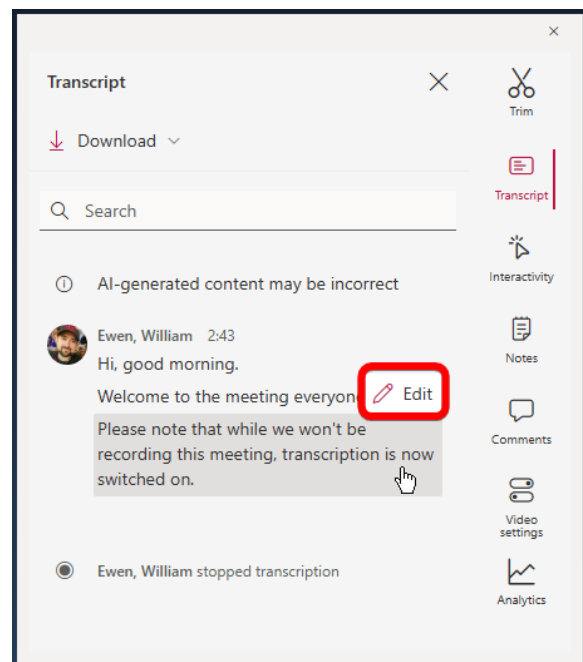 Transcript
Download
Search
AI-generated content may be incorrect
Ewen, William 2:43
Hi, good morning.
Welcome to the meeting everyon
Edit
Please note that while we won't be
recording this meeting, transcription is now
switched on.
Ewen, William stopped transcription
Trim
Transcript
Interactivity
Notes
Comments
Video
settings
Analytics